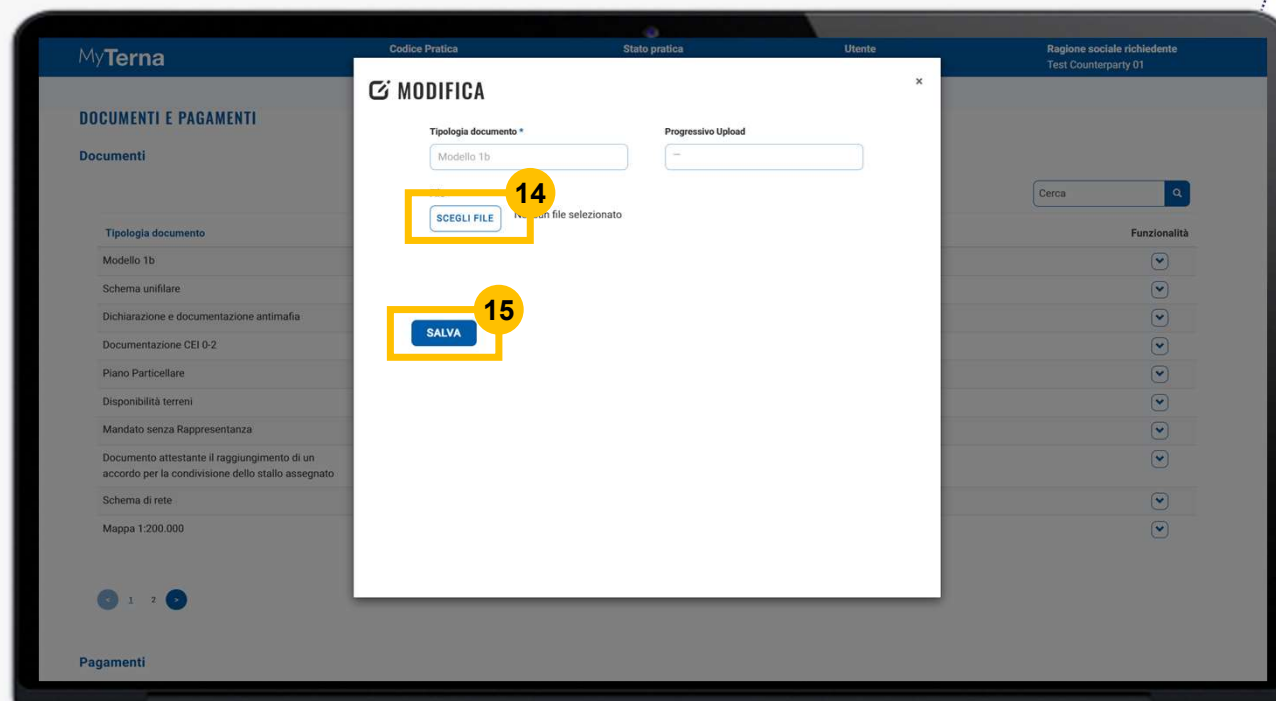 MyTerna
Codice Pratica
Stato pratica
Utente
Ragione sociale richiedente
Test Counterparty 01
MODIFICA
×
DOCUMENTI E PAGAMENTI
Documenti
Tipologia documento *
Progressivo Upload
Modello 1b
—
14
SCEGLI FILE
file selezionato
15
SALVA
Cerca
Tipologia documento
Funzionalità
Modello 1b
Schema unifilare
Dichiarazione e documentazione antimafia
Documentazione CEI 0-2
Piano Particellare
Disponibilità terreni
Mandato senza Rappresentanza
Documento attestante il raggiungimento di un
accordo per la condivisione dello stallo assegnato
Schema di rete
Mappa 1:200.000
1 2
Pagamenti